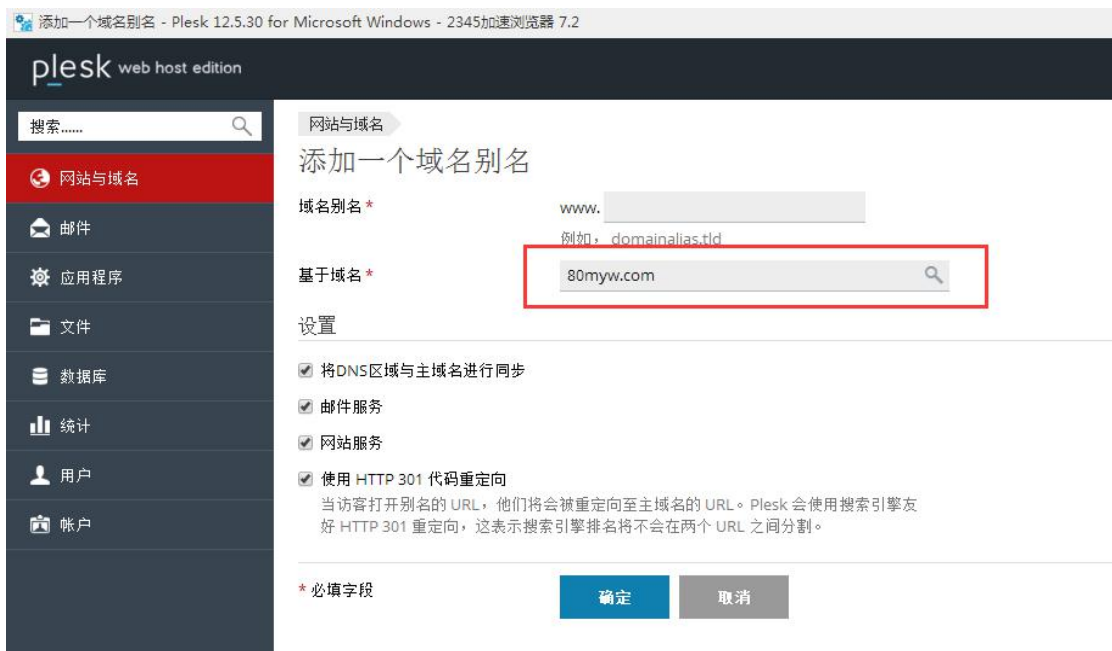 添加一个域名别名 - Plesk 12.5.30 for Microsoft Windows - 2345加速浏览器 7.2
plesk web host edition
搜索......
网站与域名
邮件
应用程序
文件
数据库
统计
用户
帐户
网站与域名
添加一个域名别名
域名别名 *
www.
例如， domainalias.tld
基于域名 *
80myw.com
设置
将DNS区域与主域名进行同步
邮件服务
网站服务
使用 HTTP 301 代码重定向
当访客打开别名的 URL，他们将会被重定向至主域名的 URL。Plesk 会使用搜索引擎友
好 HTTP 301 重定向，这表示搜索引擎排名将不会在两个 URL 之间分割。
* 必填字段
确定
取消